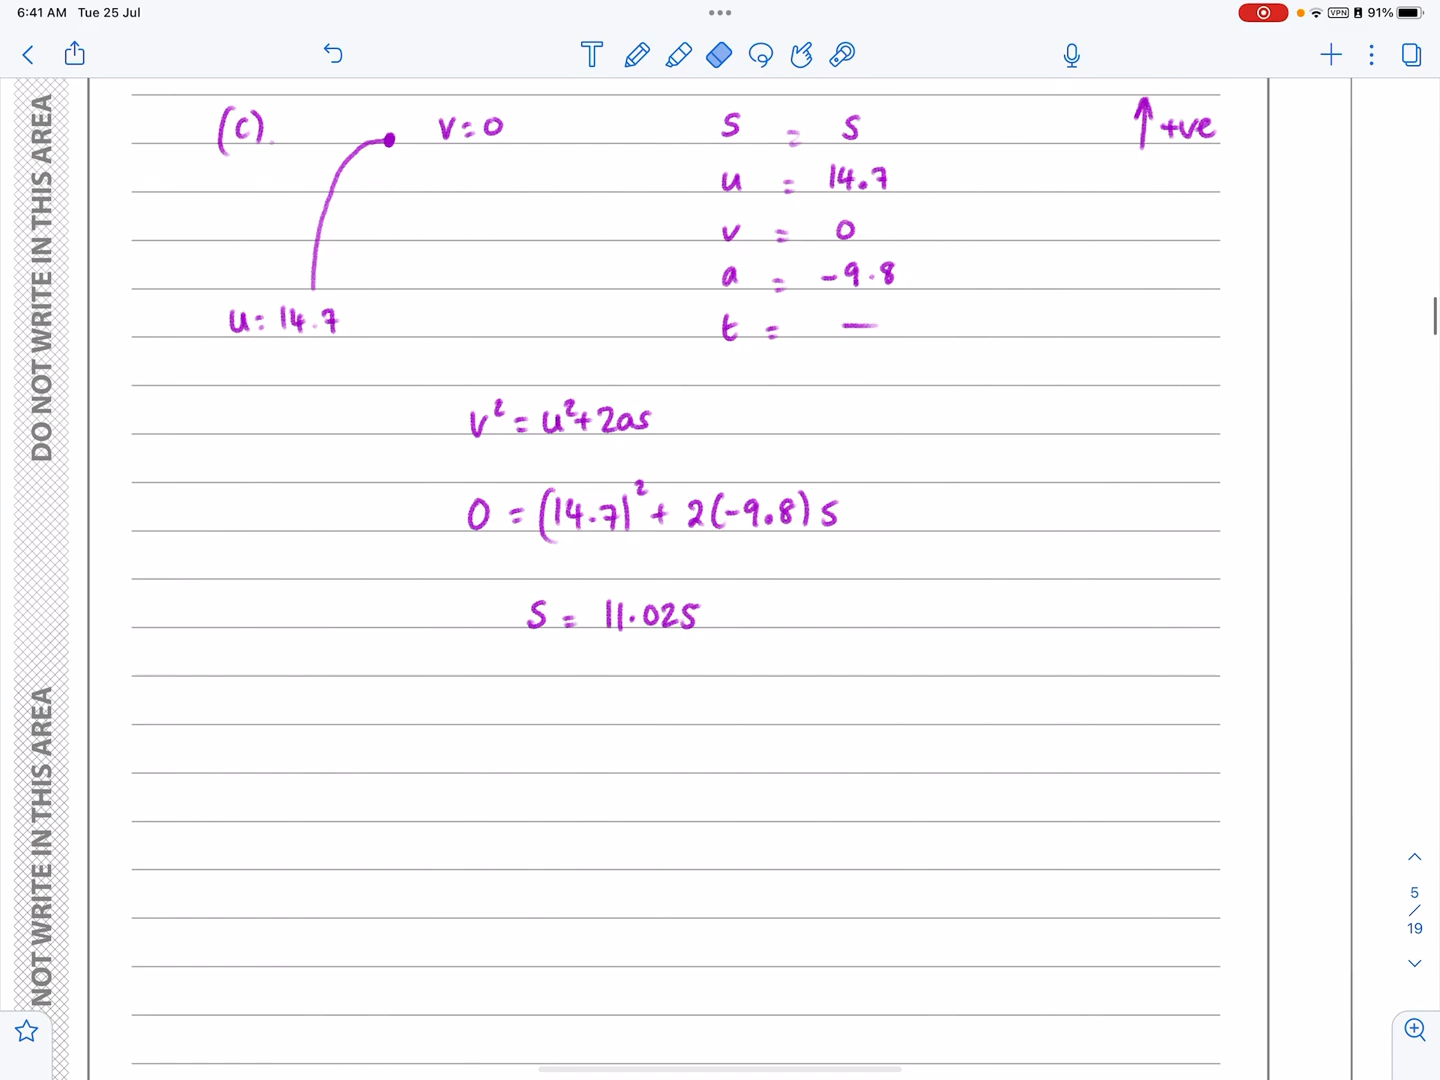 6:41 AM Tue 25 Jul
VPN 91%
DO NOT WRITE IN THIS AREA
NOT WRITE IN THIS AREA
(c).
v=0
u=14.7
S = S
u = 14.7
v = 0
a = -9.8
t = —
↑ +ve
v² = u²+2as
0 = (14.7)² + 2(-9.8) s
S = 11.025
5
/
19